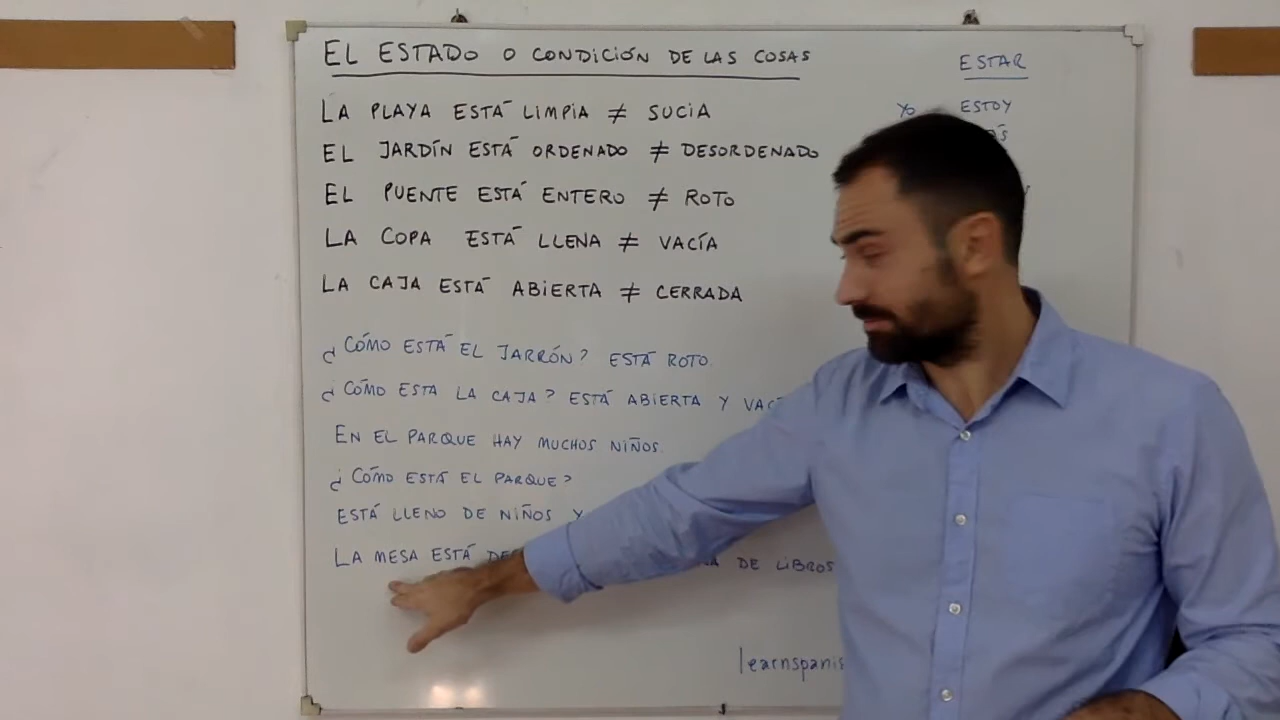 EL ESTADO O CONDICIÓN DE LAS COSAS
LA PLAYA ESTÁ LIMPIA ≠ SUCIA
EL JARDÍN ESTÁ ORDENADO ≠ DESORDENADO
EL PUENTE ESTÁ ENTERO ≠ ROTO
LA COPA ESTÁ LLENA ≠ VACÍA
LA CAJA ESTÁ ABIERTA ≠ CERRADA
¿CÓMO ESTÁ EL JARRÓN? ESTÁ ROTO.
¿CÓMO ESTA LA CAJA? ESTÁ ABIERTA Y
EN EL PARQUE HAY MUCHOS NIÑOS.
¿CÓMO ESTÁ EL PARQUE?
ESTÁ LLENO DE NIÑOS Y
LA MESA ESTÁ DE LIBROS
ESTAR
YO ESTOY